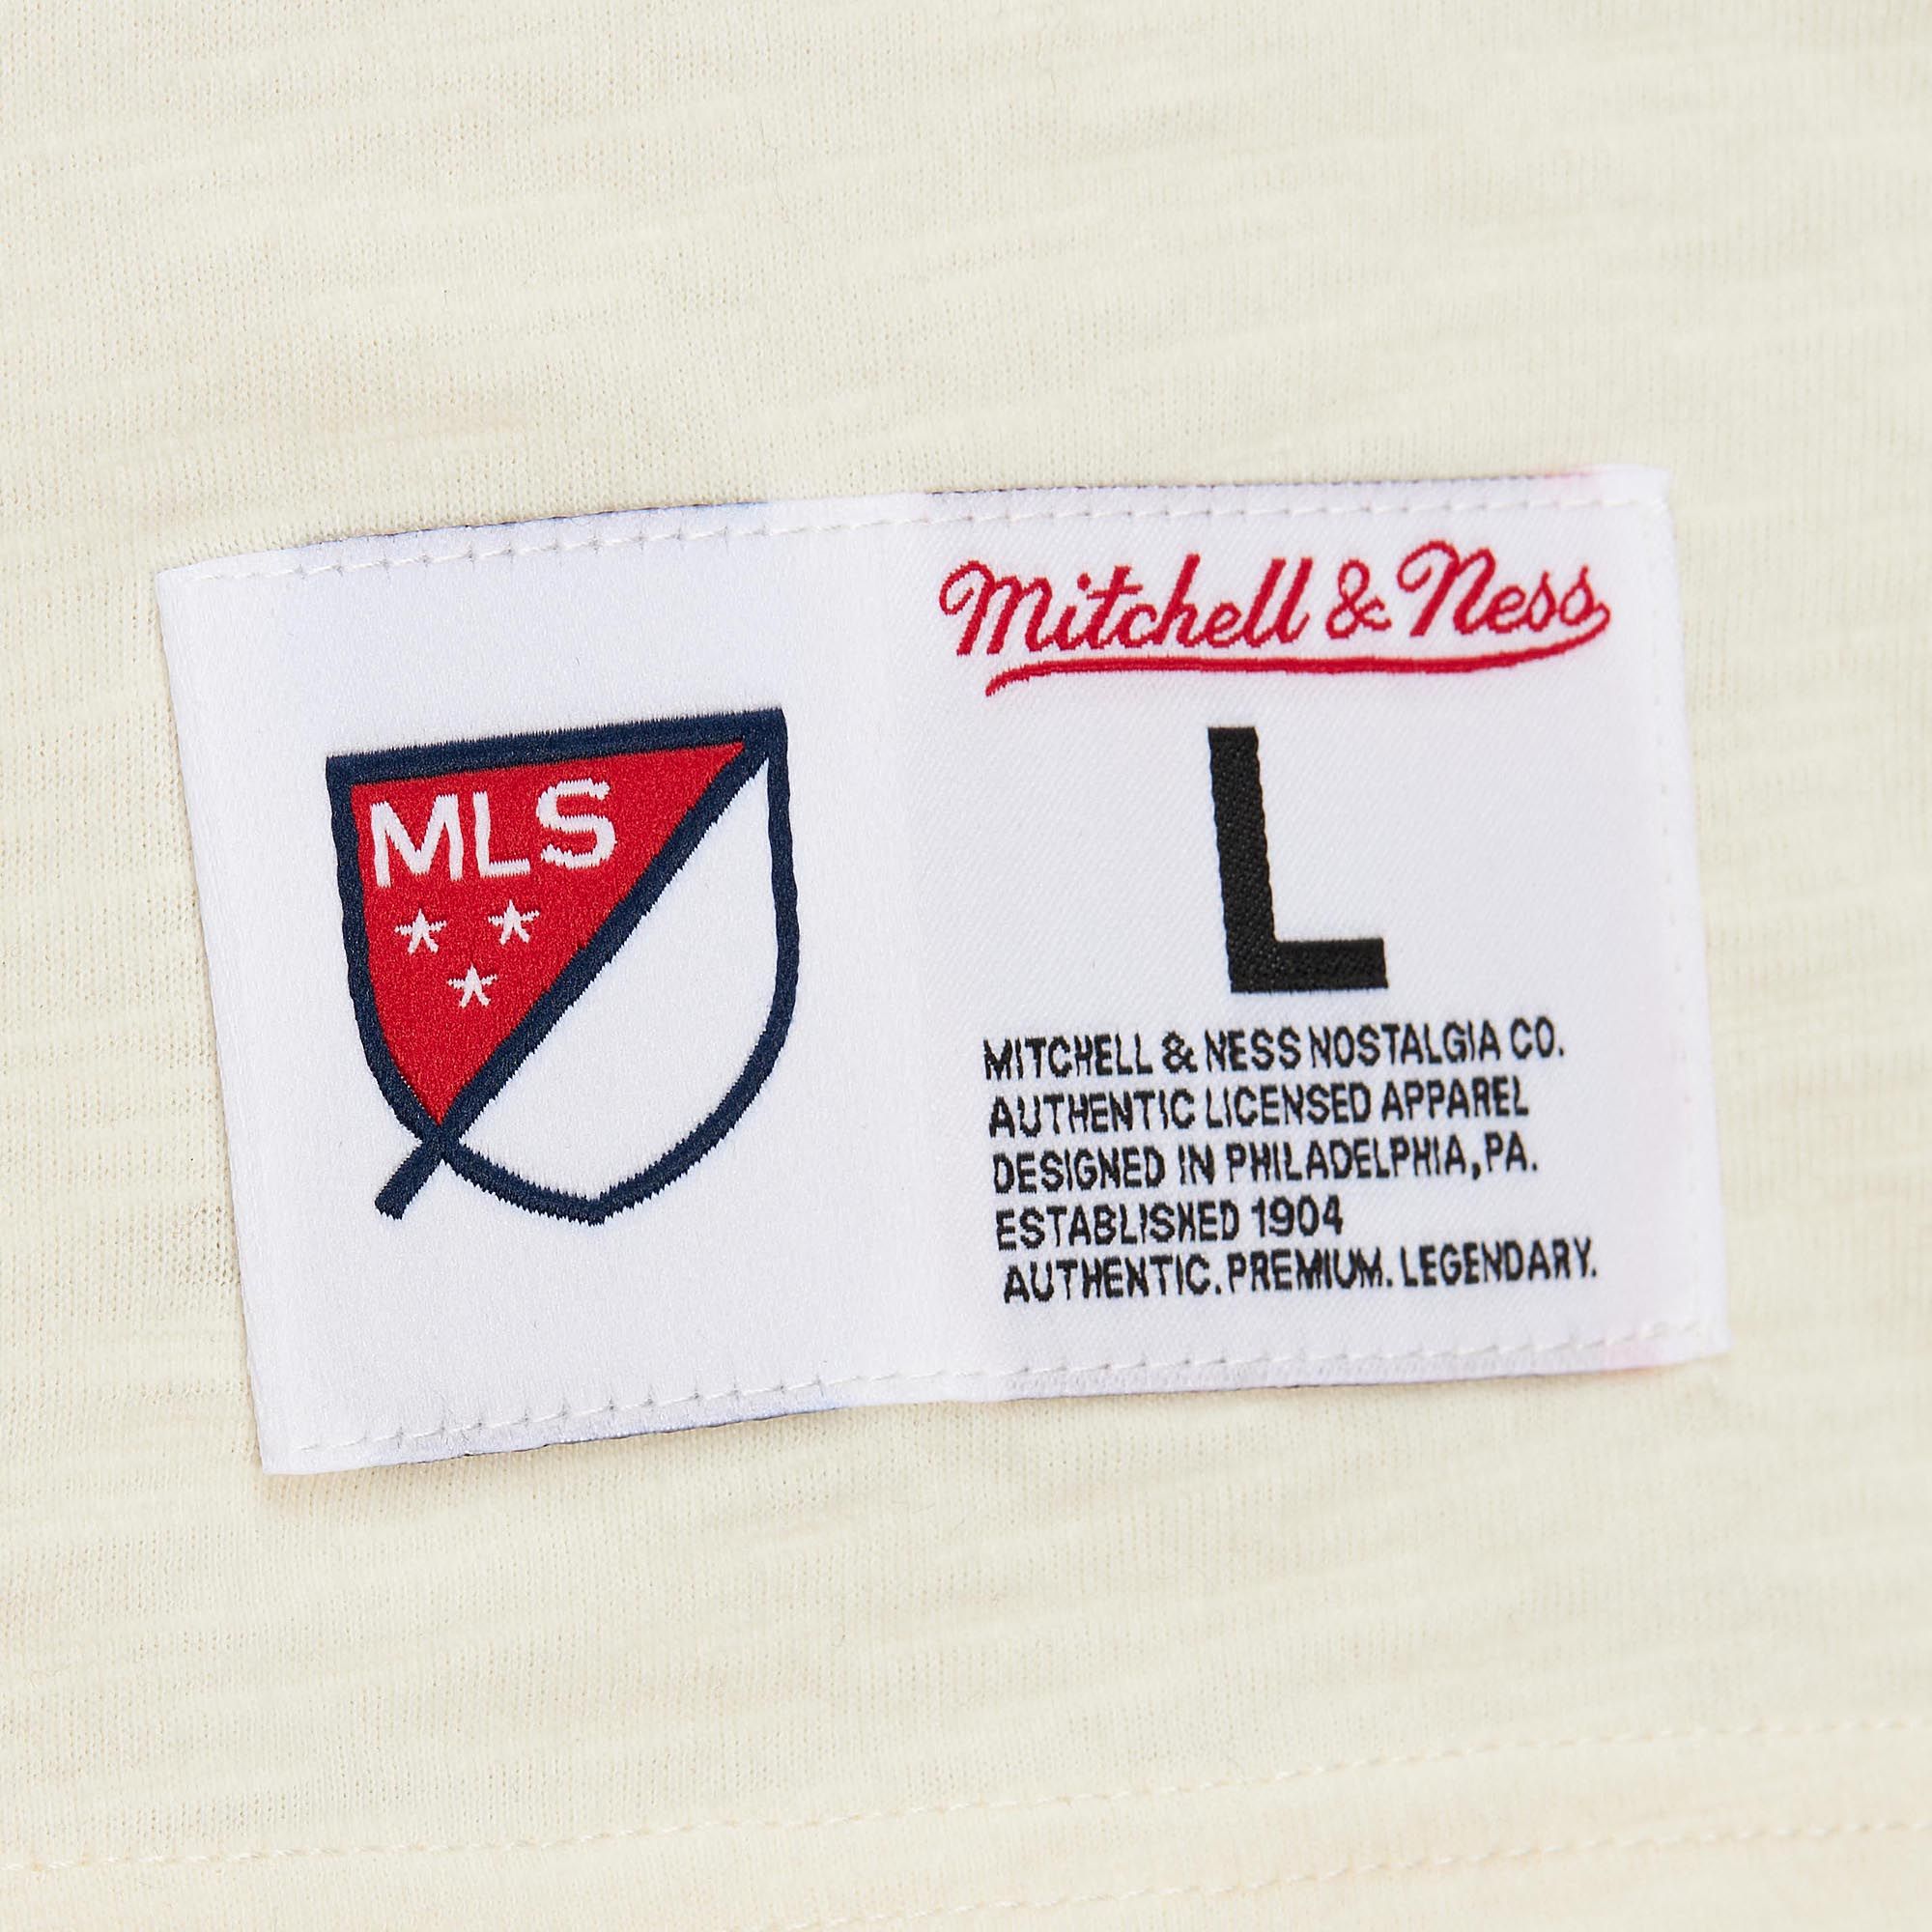 MLS
Mitchell & Ness
L
MITCHELL & NESS NOSTALGIA CO.
AUTHENTIC LICENSED APPAREL
DESIGNED IN PHILADELPHIA, PA.
ESTABLISHED 1904
AUTHENTIC. PREMIUM. LEGENDARY.